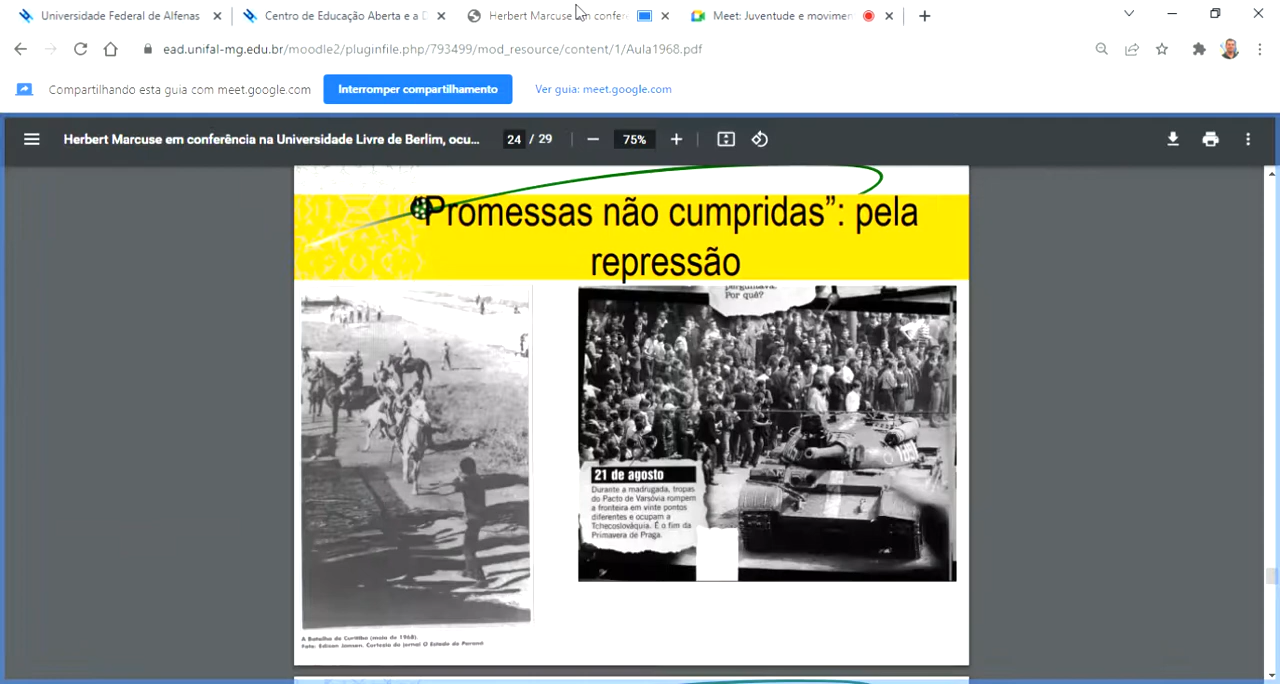 Universidade Federal de Alfenas
Centro de Educação Aberta e a D
Herbert Marcuse em confer
Meet: Juventude e movimen
ead.unifal-mg.edu.br/moodle2/pluginfile.php/793499/mod_resource/content/1/Aula1968.pdf
Compartilhando esta guia com meet.google.com
Interromper compartilhamento
Ver guia: meet.google.com
Herbert Marcuse em conferência na Universidade Livre de Berlim, ocu...
24 / 29
75%
“Promessas não cumpridas”: pela
repressão
perguntava.
Por quê?
21 de agosto
Durante a madrugada, tropas
do Pacto de Varsóvia rompem
a fronteira em vinte pontos
diferentes e ocupam a
Tchecoslováquia. É o fim da
Primavera de Praga.
A Batalha de Curitiba (maio de 1968).
Foto: Edison Jansen. Cortesia do jornal O Estado do Paraná